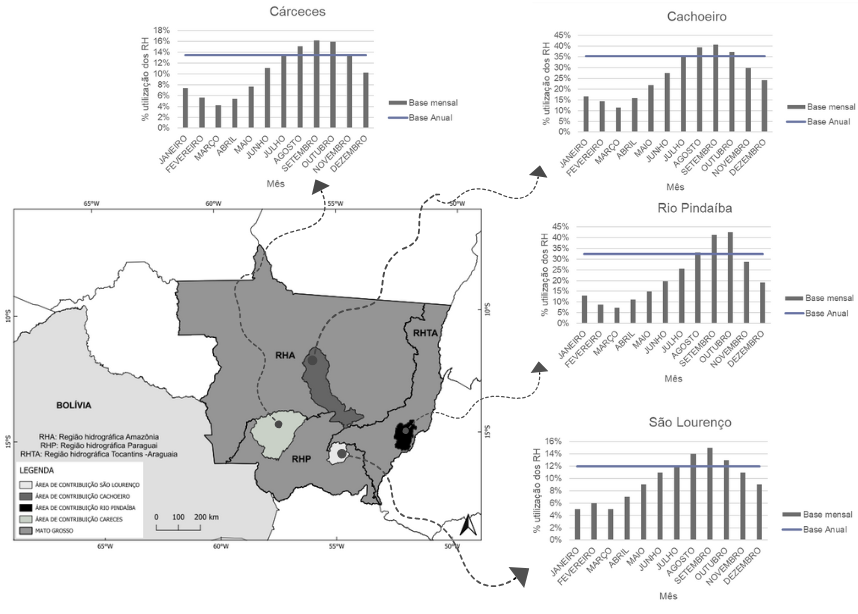 Cárceces
% utilização dos RH
18%
16%
14%
12%
10%
8%
6%
4%
2%
0%
JANEIRO
FEVEREIRO
MARÇO
ABRIL
MAIO
JUNHO
JULHO
AGOSTO
SETEMBRO
OUTUBRO
NOVEMBRO
DEZEMBRO
Mês
Base mensal
Base Anual
Cachoeiro
% utilização dos RH
45%
40%
35%
30%
25%
20%
15%
10%
5%
0%
JANEIRO
FEVEREIRO
MARÇO
ABRIL
MAIO
JUNHO
JULHO
AGOSTO
SETEMBRO
OUTUBRO
NOVEMBRO
DEZEMBRO
Mês
Base mensal
Base Anual
Rio Pindaíba
% utilização dos RH
45%
40%
35%
30%
25%
20%
15%
10%
5%
0%
JANEIRO
FEVEREIRO
MARÇO
ABRIL
MAIO
JUNHO
JULHO
AGOSTO
SETEMBRO
OUTUBRO
NOVEMBRO
DEZEMBRO
Mês
Base mensal
Base Anual
São Lourenço
% utilização dos RH
16%
14%
12%
10%
8%
6%
4%
2%
0%
JANEIRO
FEVEREIRO
MARÇO
ABRIL
MAIO
JUNHO
JULHO
AGOSTO
SETEMBRO
OUTUBRO
NOVEMBRO
DEZEMBRO
Mês
Base mensal
Base Anual
65°W 60°W 55°W 50°W
10°S 10°S
15°S 15°S
RHA
RHTA
RHP
BOLÍVIA
RHA: Região hidrográfica Amazônia
RHP: Região hidrográfica Paraguai
RHTA: Região hidrográfica Tocantins -Araguaia
LEGENDA
ÁREA DE CONTRIBUIÇÃO SÃO LOURENÇO
ÁREA DE CONTRIBUIÇÃO CACHOEIRO
ÁREA DE CONTRIBUIÇÃO RIO PINDAÍBA
ÁREA DE CONTRIBUIÇÃO CARECES
MATO GROSSO
0 100 200 km
65°W 60°W 55°W 50°W